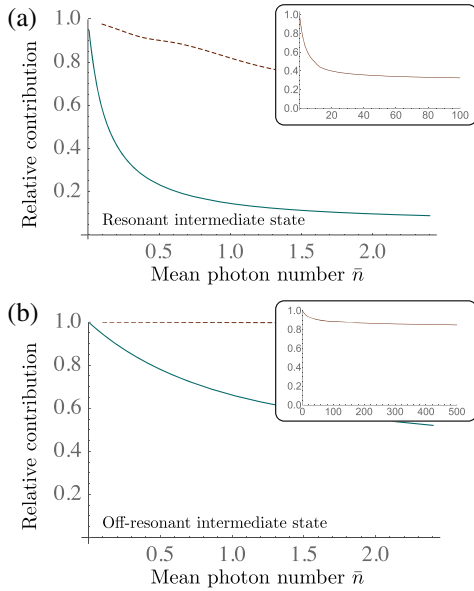 (a)
1.0
0.8
0.6
0.4
0.2
Relative contribution
Resonant intermediate state
0.5 1.0 1.5 2.0
Mean photon number n̄
1.0
0.8
0.6
0.4
0.2
0.0
20 40 60 80 100
(b)
1.0
0.8
0.6
0.4
0.2
Relative contribution
Off-resonant intermediate state
0.5 1.0 1.5 2.0
Mean photon number n̄
1.0
0.8
0.6
0.4
0.2
0.0
0 100 200 300 400 500